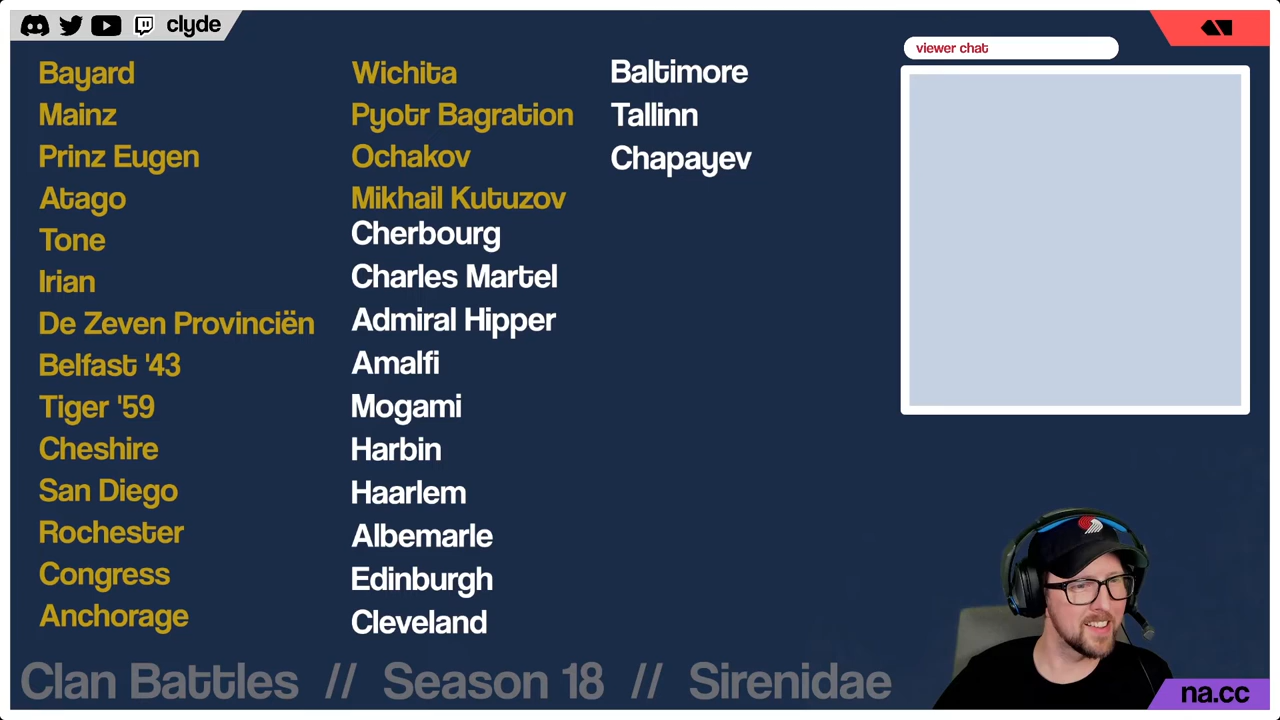 clyde
Bayard
Mainz
Prinz Eugen
Atago
Tone
Irian
De Zeven Provinciën
Belfast '43
Tiger '59
Cheshire
San Diego
Rochester
Congress
Anchorage
Wichita
Pyotr Bagration
Ochakov
Mikhail Kutuzov
Cherbourg
Charles Martel
Admiral Hipper
Amalfi
Mogami
Harbin
Haarlem
Albemarle
Edinburgh
Cleveland
Baltimore
Tallinn
Chapayev
viewer chat
Clan Battles // Season 18 // Sirenidae
na.cc